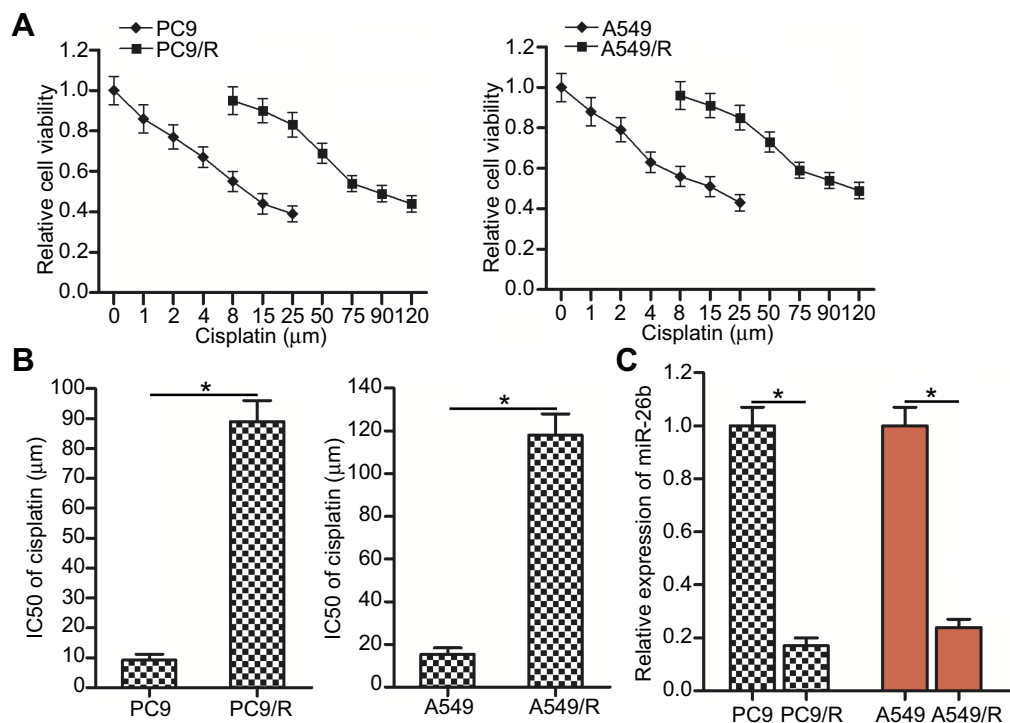 A
PC9
PC9/R
Relative cell viability
1.2
1.0
0.8
0.6
0.4
0.2
0.0
0 1 2 4 8 15 25 50 75 90 120
Cisplatin (μm)
A549
A549/R
Relative cell viability
1.2
1.0
0.8
0.6
0.4
0.2
0.0
0 1 2 4 8 15 25 50 75 90 120
Cisplatin (μm)
B
IC50 of cisplatin (μm)
100
90
80
70
60
50
40
30
20
10
0
*
PC9 PC9/R
IC50 of cisplatin (μm)
140
120
100
80
60
40
20
0
*
A549 A549/R
C
Relative expression of miR-26b
1.2
1.0
0.8
0.6
0.4
0.2
0.0
* *
PC9 PC9/R A549 A549/R